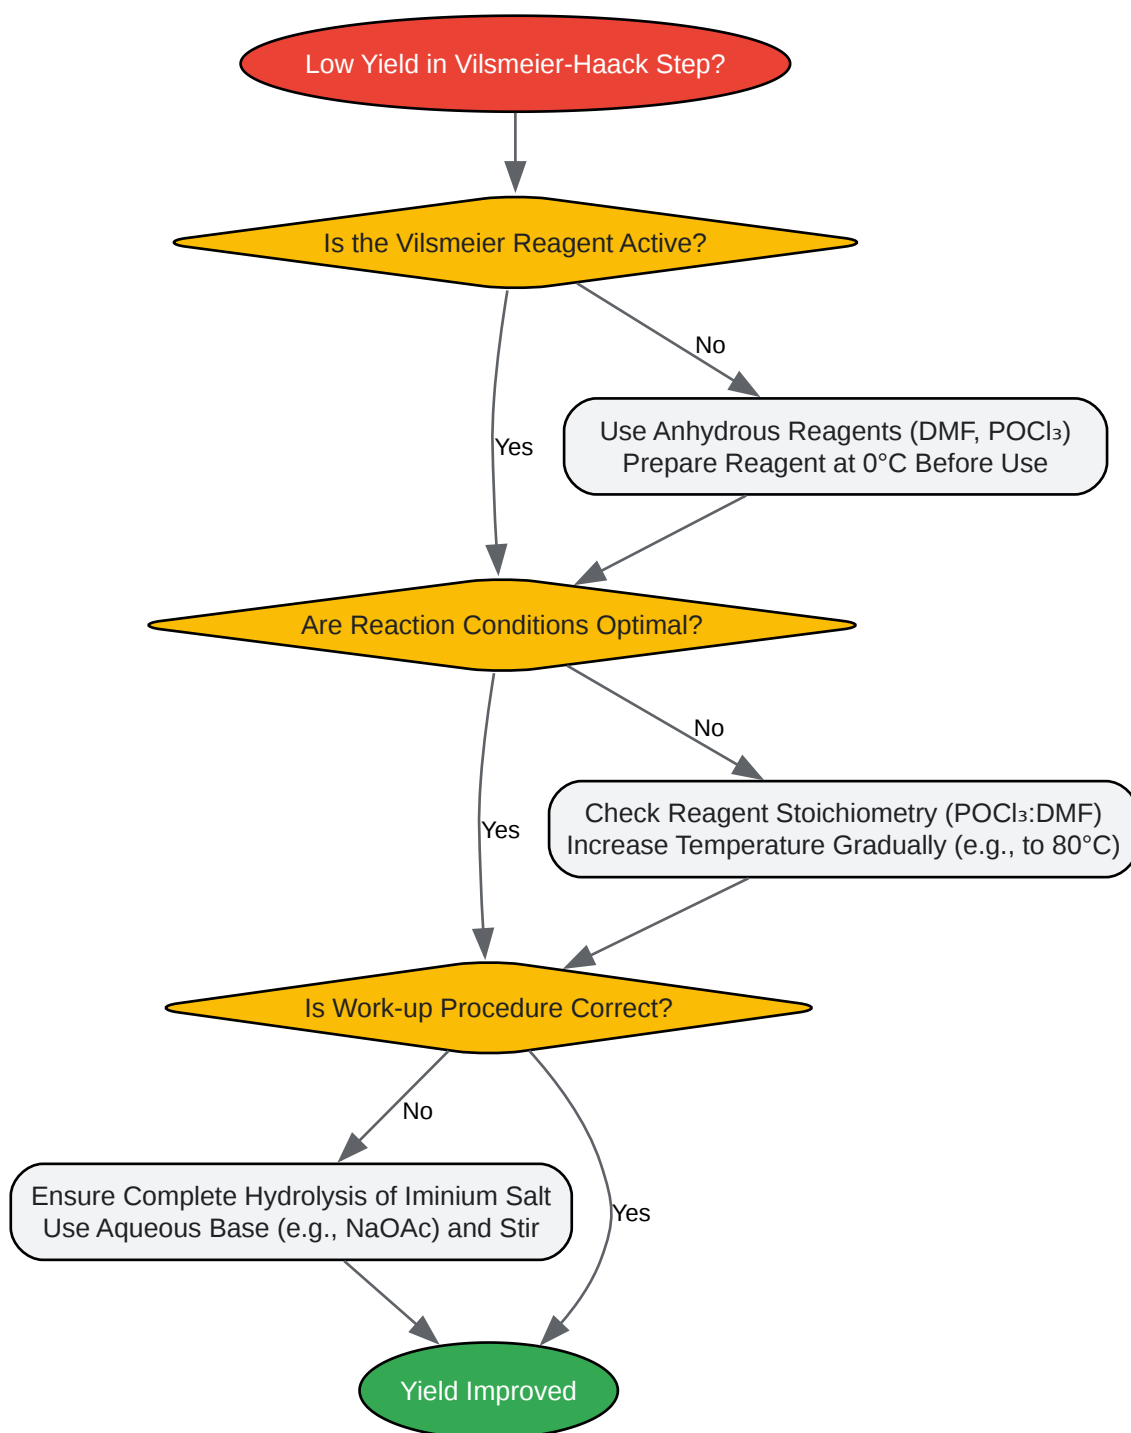 Low Yield in Vilsmeier-Haack Step?
Is the Vilsmeier Reagent Active?
No
Use Anhydrous Reagents (DMF, POCl₃)
Prepare Reagent at 0°C Before Use
Yes
Are Reaction Conditions Optimal?
No
Check Reagent Stoichiometry (POCl₃:DMF)
Increase Temperature Gradually (e.g., to 80°C)
Yes
Is Work-up Procedure Correct?
No
Ensure Complete Hydrolysis of Iminium Salt
Use Aqueous Base (e.g., NaOAc) and Stir
Yes
Yield Improved